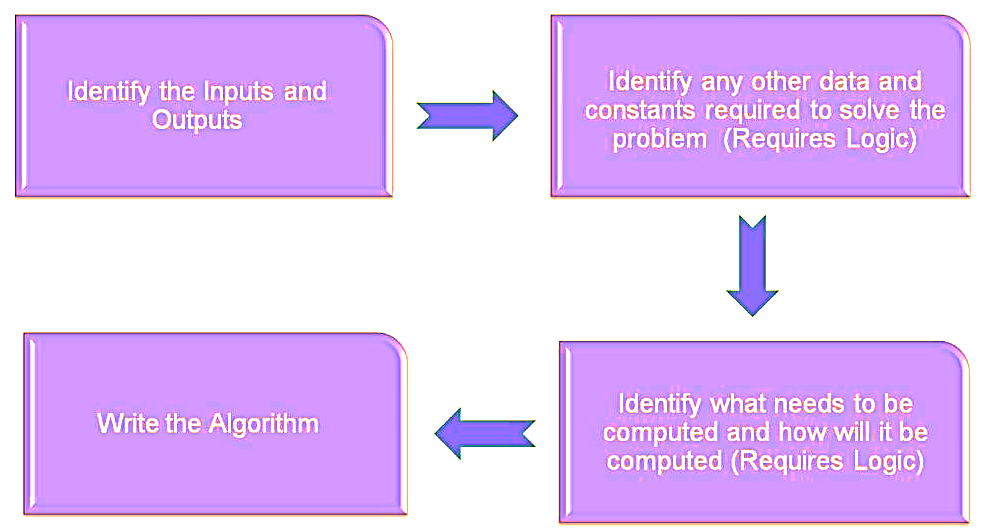 Identify the Inputs and
Outputs
Identify any other data and
constants required to solve the
problem (Requires Logic)
Identify what needs to be
computed and how will it be
computed (Requires Logic)
Write the Algorithm